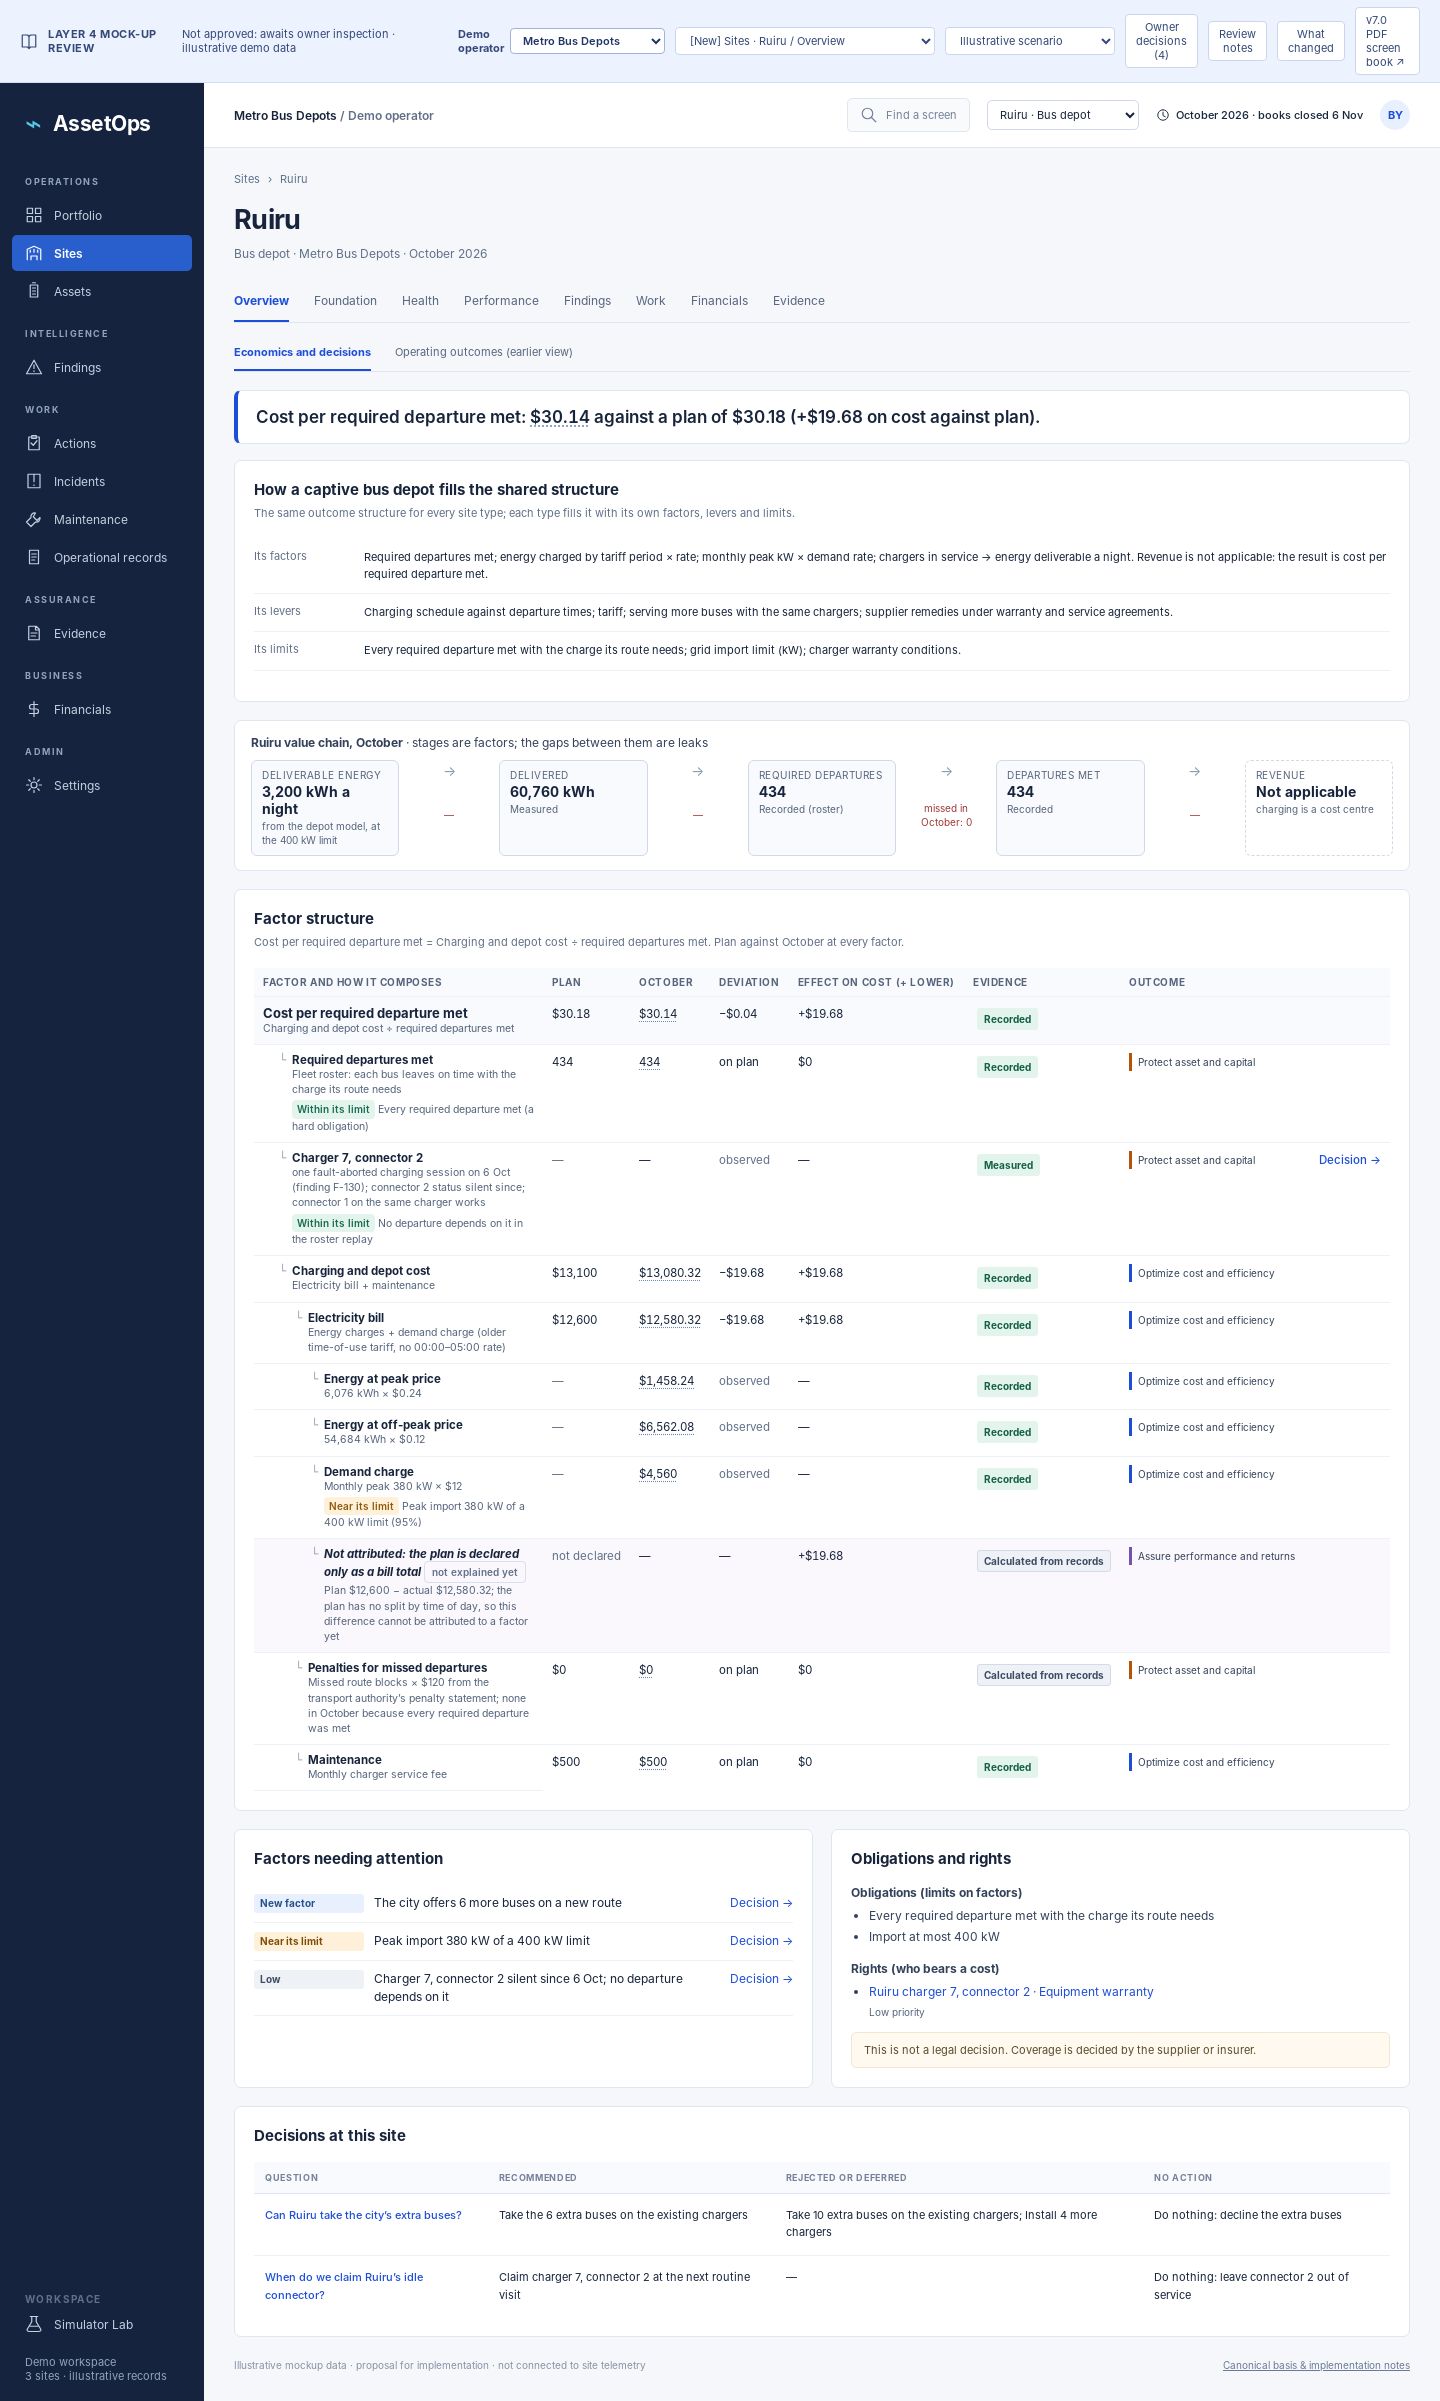 LAYER 4 MOCK-UP REVIEW
Not approved: awaits owner inspection · illustrative demo data
Demo operator
Metro Bus Depots
[New] Sites · Ruiru / Overview
Illustrative scenario
Owner decisions (4)
Review notes
What changed
v7.0 PDF screen book ↗
AssetOps
OPERATIONS
Portfolio
Sites
Assets
INTELLIGENCE
Findings
WORK
Actions
Incidents
Maintenance
Operational records
ASSURANCE
Evidence
BUSINESS
Financials
ADMIN
Settings
WORKSPACE
Simulator Lab
Demo workspace
3 sites · illustrative records
Metro Bus Depots / Demo operator
Find a screen
Ruiru · Bus depot
October 2026 · books closed 6 Nov
BY
Sites › Ruiru
Ruiru
Bus depot · Metro Bus Depots · October 2026
Overview Foundation Health Performance Findings Work Financials Evidence
Economics and decisions Operating outcomes (earlier view)
Cost per required departure met: $30.14 against a plan of $30.18 (+$19.68 on cost against plan).
How a captive bus depot fills the shared structure
The same outcome structure for every site type; each type fills it with its own factors, levers and limits.
Its factors
Required departures met; energy charged by tariff period × rate; monthly peak kW × demand rate; chargers in service → energy deliverable a night. Revenue is not applicable: the result is cost per
required departure met.
Its levers
Charging schedule against departure times; tariff; serving more buses with the same chargers; supplier remedies under warranty and service agreements.
Its limits
Every required departure met with the charge its route needs; grid import limit (kW); charger warranty conditions.
Ruiru value chain, October · stages are factors; the gaps between them are leaks
DELIVERABLE ENERGY
3,200 kWh a
night
from the depot model, at
the 400 kW limit
→
—
DELIVERED
60,760 kWh
Measured
→
—
REQUIRED DEPARTURES
434
Recorded (roster)
→
missed in
October: 0
DEPARTURES MET
434
Recorded
→
—
REVENUE
Not applicable
charging is a cost centre
Factor structure
Cost per required departure met = Charging and depot cost ÷ required departures met. Plan against October at every factor.
FACTOR AND HOW IT COMPOSES PLAN OCTOBER DEVIATION EFFECT ON COST (+ LOWER) EVIDENCE OUTCOME
Cost per required departure met $30.18 $30.14 −$0.04 +$19.68 Recorded
Charging and depot cost ÷ required departures met
└ Required departures met 434 434 on plan $0 Recorded Protect asset and capital
Fleet roster: each bus leaves on time with the
charge its route needs
Within its limit Every required departure met (a
hard obligation)
└ Charger 7, connector 2 — — observed — Measured Protect asset and capital Decision →
one fault-aborted charging session on 6 Oct
(finding F-130); connector 2 status silent since;
connector 1 on the same charger works
Within its limit No departure depends on it in
the roster replay
└ Charging and depot cost $13,100 $13,080.32 −$19.68 +$19.68 Recorded Optimize cost and efficiency
Electricity bill + maintenance
└ Electricity bill $12,600 $12,580.32 −$19.68 +$19.68 Recorded Optimize cost and efficiency
Energy charges + demand charge (older
time-of-use tariff, no 00:00–05:00 rate)
└ Energy at peak price — $1,458.24 observed — Recorded Optimize cost and efficiency
6,076 kWh × $0.24
└ Energy at off-peak price — $6,562.08 observed — Recorded Optimize cost and efficiency
54,684 kWh × $0.12
└ Demand charge — $4,560 observed — Recorded Optimize cost and efficiency
Monthly peak 380 kW × $12
Near its limit Peak import 380 kW of a
400 kW limit (95%)
└ Not attributed: the plan is declared not declared — — +$19.68 Calculated from records Assure performance and returns
only as a bill total not explained yet
Plan $12,600 − actual $12,580.32; the
plan has no split by time of day, so this
difference cannot be attributed to a factor
yet
└ Penalties for missed departures $0 $0 on plan $0 Calculated from records Protect asset and capital
Missed route blocks × $120 from the
transport authority’s penalty statement; none
in October because every required departure
was met
└ Maintenance $500 $500 on plan $0 Recorded Optimize cost and efficiency
Monthly charger service fee
Factors needing attention
New factor The city offers 6 more buses on a new route Decision →
Near its limit Peak import 380 kW of a 400 kW limit Decision →
Low Charger 7, connector 2 silent since 6 Oct; no departure Decision →
depends on it
Obligations and rights
Obligations (limits on factors)
• Every required departure met with the charge its route needs
• Import at most 400 kW
Rights (who bears a cost)
• Ruiru charger 7, connector 2 · Equipment warranty
Low priority
This is not a legal decision. Coverage is decided by the supplier or insurer.
Decisions at this site
QUESTION RECOMMENDED REJECTED OR DEFERRED NO ACTION
Can Ruiru take the city’s extra buses? Take the 6 extra buses on the existing chargers Take 10 extra buses on the existing chargers; Install 4 more Do nothing: decline the extra buses
chargers
When do we claim Ruiru’s idle Claim charger 7, connector 2 at the next routine — Do nothing: leave connector 2 out of
connector? visit service
Illustrative mockup data · proposal for implementation · not connected to site telemetry
Canonical basis & implementation notes